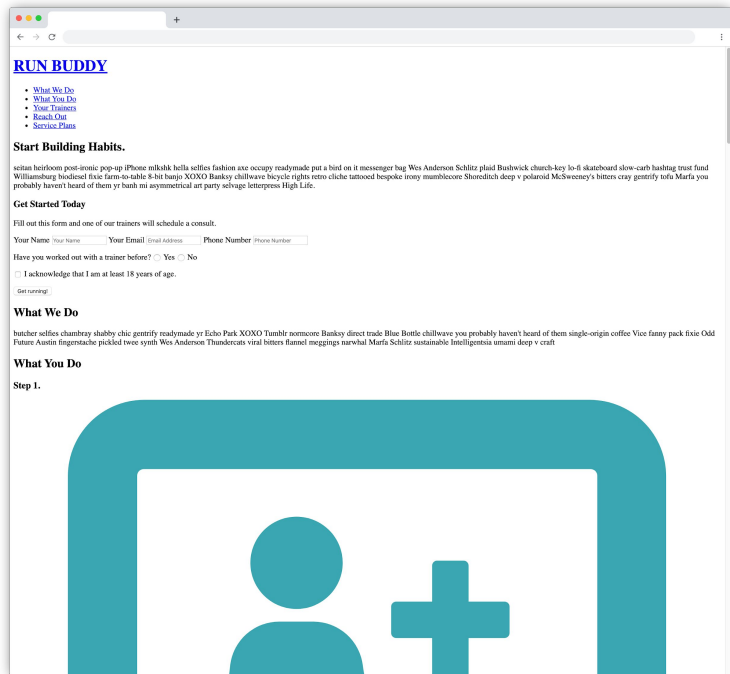 RUN BUDDY
What We Do
What You Do
Your Trainers
Reach Out
Service Plans
Start Building Habits.
seitan heirloom post-ironic pop-up iPhone mlkshk hella selfies fashion axe occupy readymade put a bird on it messenger bag Wes Anderson Schlitz plaid Bushwick church-key lo-fi skateboard slow-carb hashtag trust fund
Williamsburg biodiesel fixie farm-to-table 8-bit banjo XOXO Banksy chillwave bicycle rights retro cliche tattooed bespoke irony mumblecore Shoreditch deep v polaroid McSweeney's bitters cray gentrify tofu Marfa you
probably haven't heard of them yr banh mi asymmetrical art party selvage letterpress High Life.
Get Started Today
Fill out this form and one of our trainers will schedule a consult.
Your Name Your Name Your Email Email Address Phone Number Phone Number
Have you worked out with a trainer before? Yes No
I acknowledge that I am at least 18 years of age.
Get running!
What We Do
butcher selfies chambray shabby chic gentrify readymade yr Echo Park XOXO Tumblr normcore Banksy direct trade Blue Bottle chillwave you probably haven't heard of them single-origin coffee Vice fanny pack fixie Odd
Future Austin fingerstache pickled twee synth Wes Anderson Thundercats viral bitters flannel meggings narwhal Marfa Schlitz sustainable Intelligentsia umami deep v craft
What You Do
Step 1.